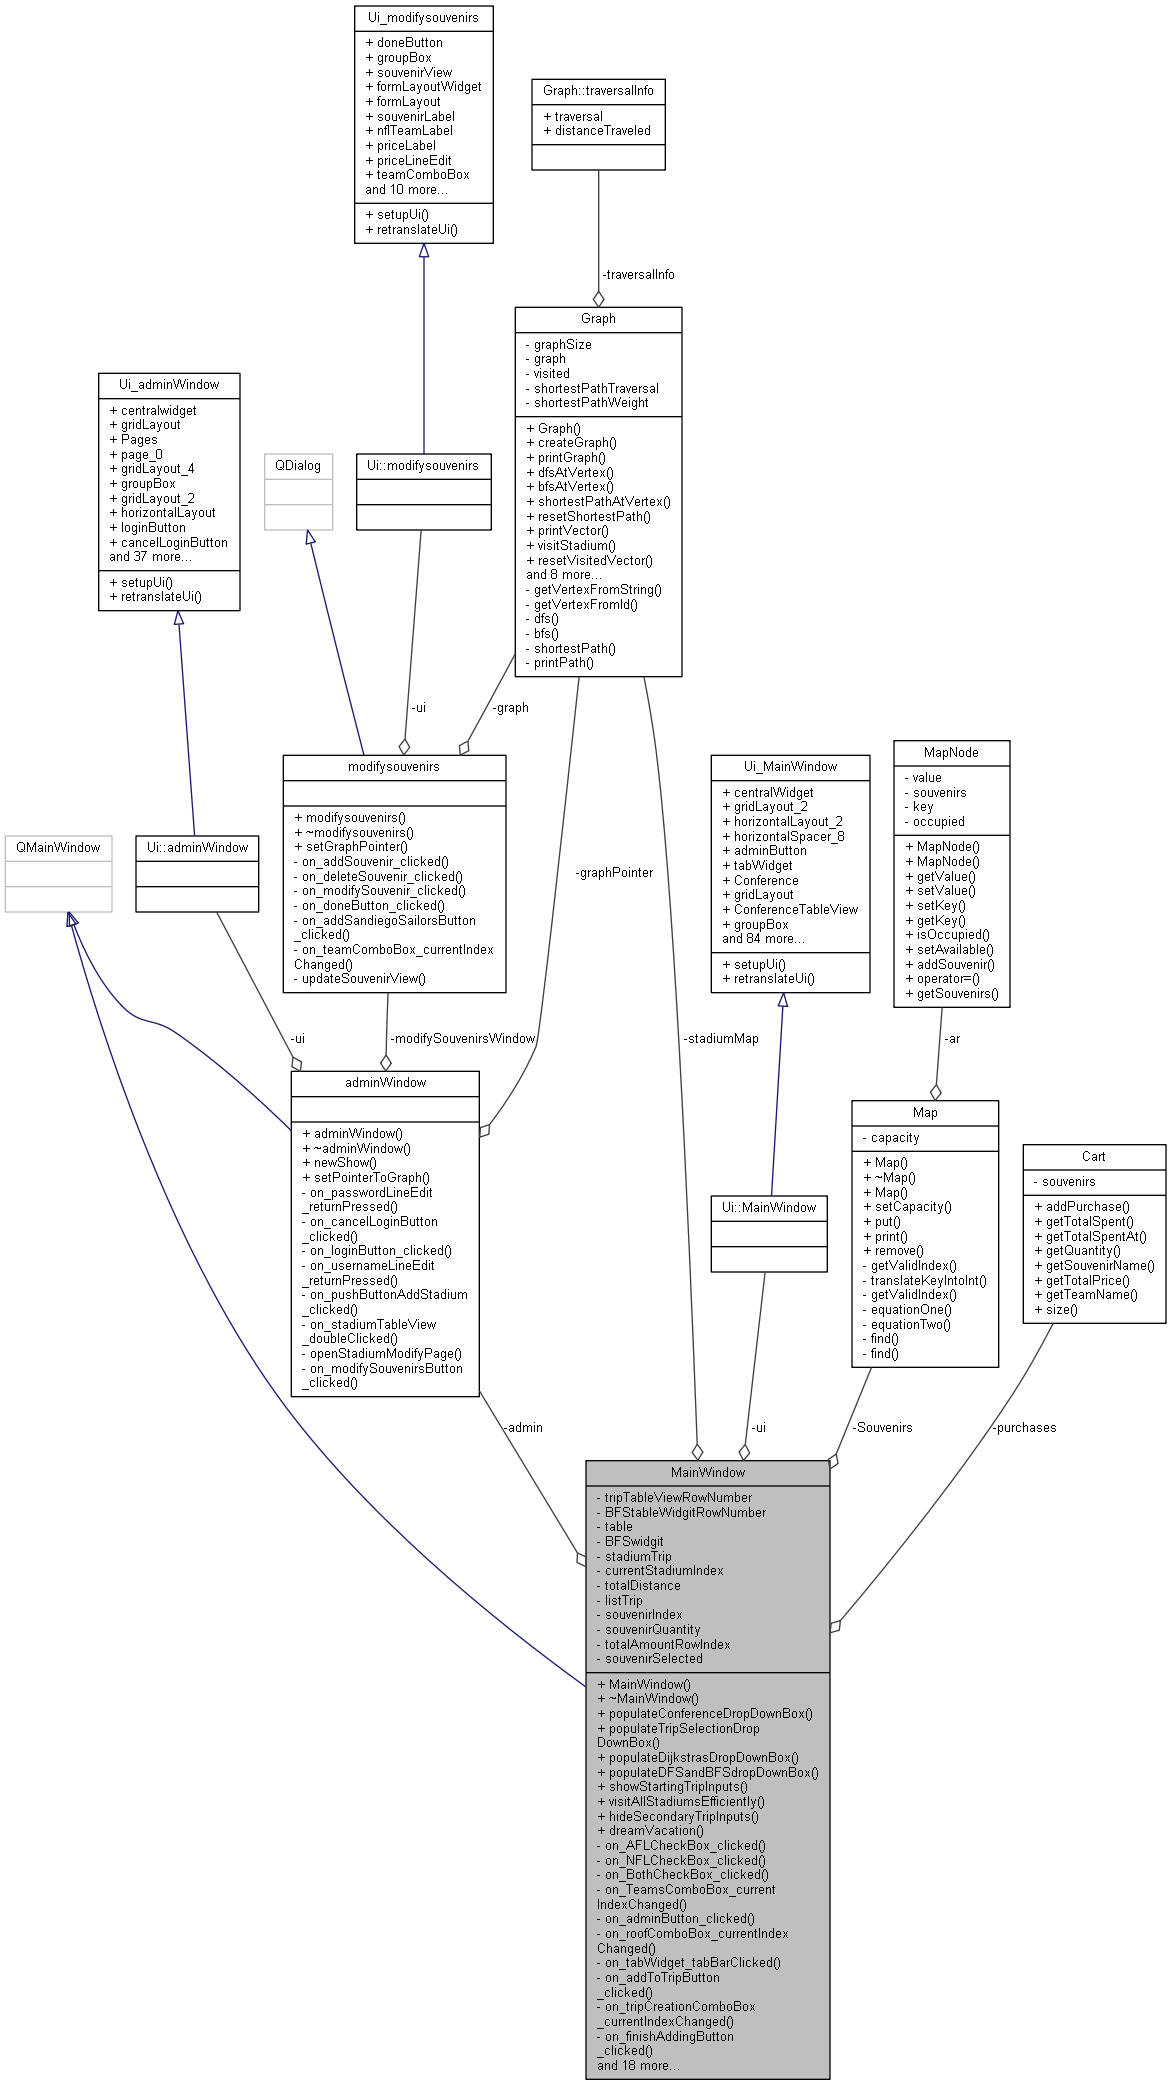 Ui_modifysouvenirs
+ doneButton
+ groupBox
+ souvenirView
+ formLayoutWidget
+ formLayout
+ souvenirLabel
+ nflTeamLabel
+ priceLabel
+ priceLineEdit
+ teamComboBox
and 10 more...
+ setupUi()
+ retranslateUi()
Graph::traversalInfo
+ traversal
+ distanceTraveled
-traversalInfo
Graph
- graphSize
- graph
- visited
- shortestPathTraversal
- shortestPathWeight
+ Graph()
+ createGraph()
+ printGraph()
+ dfsAtVertex()
+ bfsAtVertex()
+ shortestPathAtVertex()
+ resetShortestPath()
+ printVector()
+ visitStadium()
+ resetVisitedVector()
and 8 more...
- getVertexFromString()
- getVertexFromId()
- dfs()
- bfs()
- shortestPath()
- printPath()
Ui_adminWindow
+ centralwidget
+ gridLayout
+ Pages
+ page_0
+ gridLayout_4
+ groupBox
+ gridLayout_2
+ horizontalLayout
+ loginButton
+ cancelLoginButton
and 37 more...
+ setupUi()
+ retranslateUi()
QDialog
Ui::modifysouvenirs
-ui
-graph
modifysouvenirs
+ modifysouvenirs()
+ ~modifysouvenirs()
+ setGraphPointer()
- on_addSouvenir_clicked()
- on_deleteSouvenir_clicked()
- on_modifySouvenir_clicked()
- on_doneButton_clicked()
- on_addSandiegoSailorsButton
_clicked()
- on_teamComboBox_currentIndex
Changed()
- updateSouvenirView()
QMainWindow
Ui::adminWindow
-graphPointer
Ui_MainWindow
+ centralWidget
+ gridLayout_2
+ horizontalLayout_2
+ horizontalSpacer_8
+ adminButton
+ tabWidget
+ Conference
+ gridLayout
+ ConferenceTableView
+ groupBox
and 84 more...
+ setupUi()
+ retranslateUi()
MapNode
- value
- souvenirs
- key
- occupied
+ MapNode()
+ MapNode()
+ getValue()
+ setValue()
+ setKey()
+ getKey()
+ isOccupied()
+ setAvailable()
+ addSouvenir()
+ operator=()
+ getSouvenirs()
-ui
-modifySouvenirsWindow
-stadiumMap
-ar
adminWindow
+ adminWindow()
+ ~adminWindow()
+ newShow()
+ setPointerToGraph()
- on_passwordLineEdit
_returnPressed()
- on_cancelLoginButton
_clicked()
- on_loginButton_clicked()
- on_usernameLineEdit
_returnPressed()
- on_pushButtonAddStadium
_clicked()
- on_stadiumTableView
_doubleClicked()
- openStadiumModifyPage()
- on_modifySouvenirsButton
_clicked()
Ui::MainWindow
Map
- capacity
+ Map()
+ ~Map()
+ Map()
+ setCapacity()
+ put()
+ print()
+ remove()
- getValidIndex()
- translateKeyIntoInt()
- getValidIndex()
- equationOne()
- equationTwo()
- find()
- find()
Cart
- souvenirs
+ addPurchase()
+ getTotalSpent()
+ getTotalSpentAt()
+ getQuantity()
+ getSouvenirName()
+ getTotalPrice()
+ getTeamName()
+ size()
-admin
-ui
-Souvenirs
-purchases
MainWindow
- tripTableViewRowNumber
- BFStableWidgitRowNumber
- table
- BFSwidgit
- stadiumTrip
- currentStadiumIndex
- totalDistance
- listTrip
- souvenirIndex
- souvenirQuantity
- totalAmountRowIndex
- souvenirSelected
+ MainWindow()
+ ~MainWindow()
+ populateConferenceDropDownBox()
+ populateTripSelectionDrop
DownBox()
+ populateDijkstrasDropDownBox()
+ populateDFSandBFSdropDownBox()
+ showStartingTripInputs()
+ visitAllStadiumsEfficiently()
+ hideSecondaryTripInputs()
+ dreamVacation()
- on_AFLCheckBox_clicked()
- on_NFLCheckBox_clicked()
- on_BothCheckBox_clicked()
- on_TeamsComboBox_current
IndexChanged()
- on_adminButton_clicked()
- on_roofComboBox_currentIndex
Changed()
- on_tabWidget_tabBarClicked()
- on_addToTripButton
_clicked()
- on_tripCreationComboBox
_currentIndexChanged()
- on_finishAddingButton
_clicked()
and 18 more...